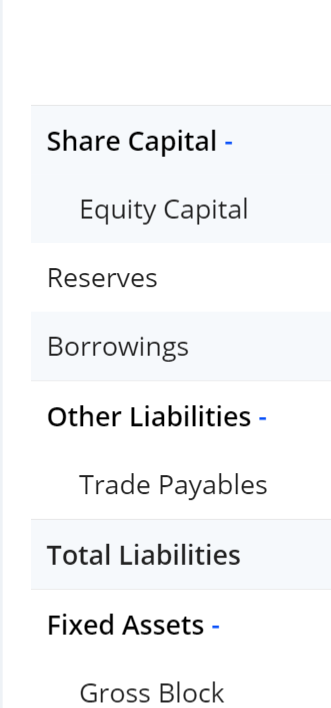 Share Capital -
Equity Capital
Reserves
Borrowings
Other Liabilities -
Trade Payables
Total Liabilities
Fixed Assets -
Gross Block